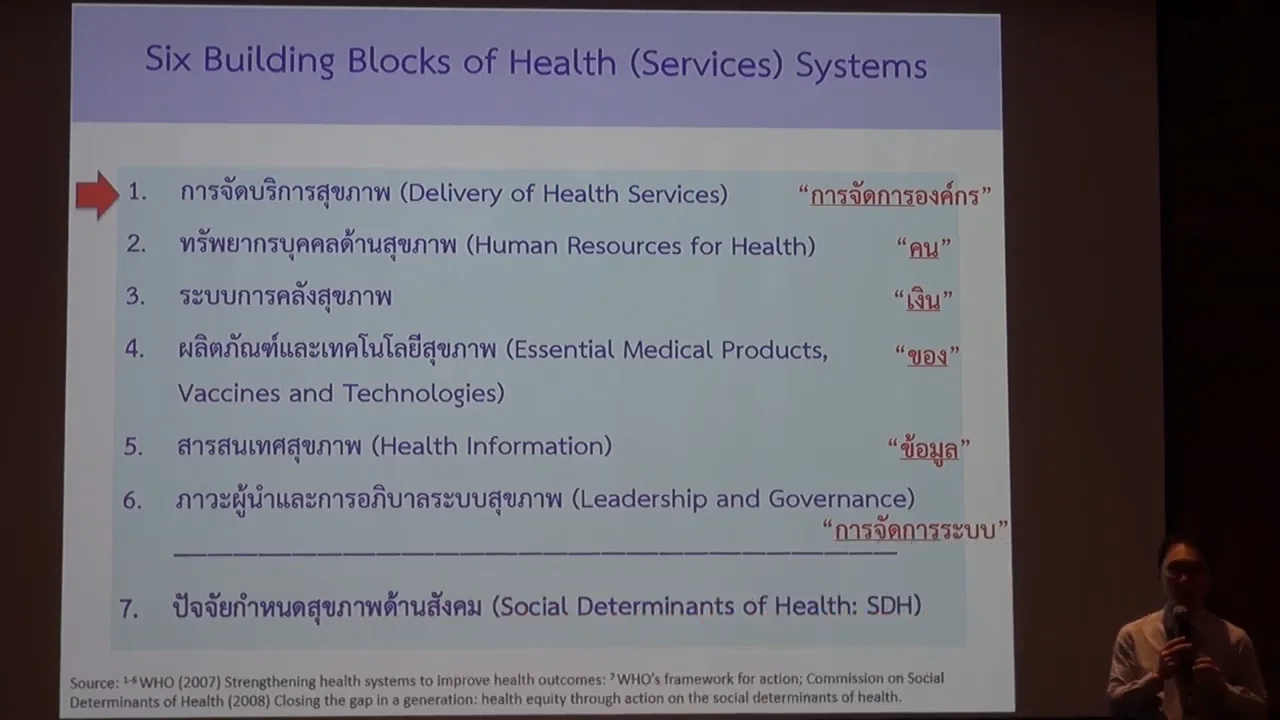 Six Building Blocks of Health (Services) Systems
1. การจัดบริการสุขภาพ (Delivery of Health Services) “การจัดการองค์กร”
2. ทรัพยากรบุคคลด้านสุขภาพ (Human Resources for Health) “คน”
3. ระบบการคลังสุขภาพ “เงิน”
4. ผลิตภัณฑ์และเทคโนโลยีสุขภาพ (Essential Medical Products, “ของ”
Vaccines and Technologies)
5. สารสนเทศสุขภาพ (Health Information) “ข้อมูล”
6. ภาวะผู้นำและการอภิบาลระบบสุขภาพ (Leadership and Governance)
“การจัดการระบบ”
7. ปัจจัยกำหนดสุขภาพด้านสังคม (Social Determinants of Health: SDH)
Source: ¹⁻⁶ WHO (2007) Strengthening health systems to improve health outcomes: ⁷ WHO’s framework for action; Commission on Social
Determinants of Health (2008) Closing the gap in a generation: health equity through action on the social determinants of health.